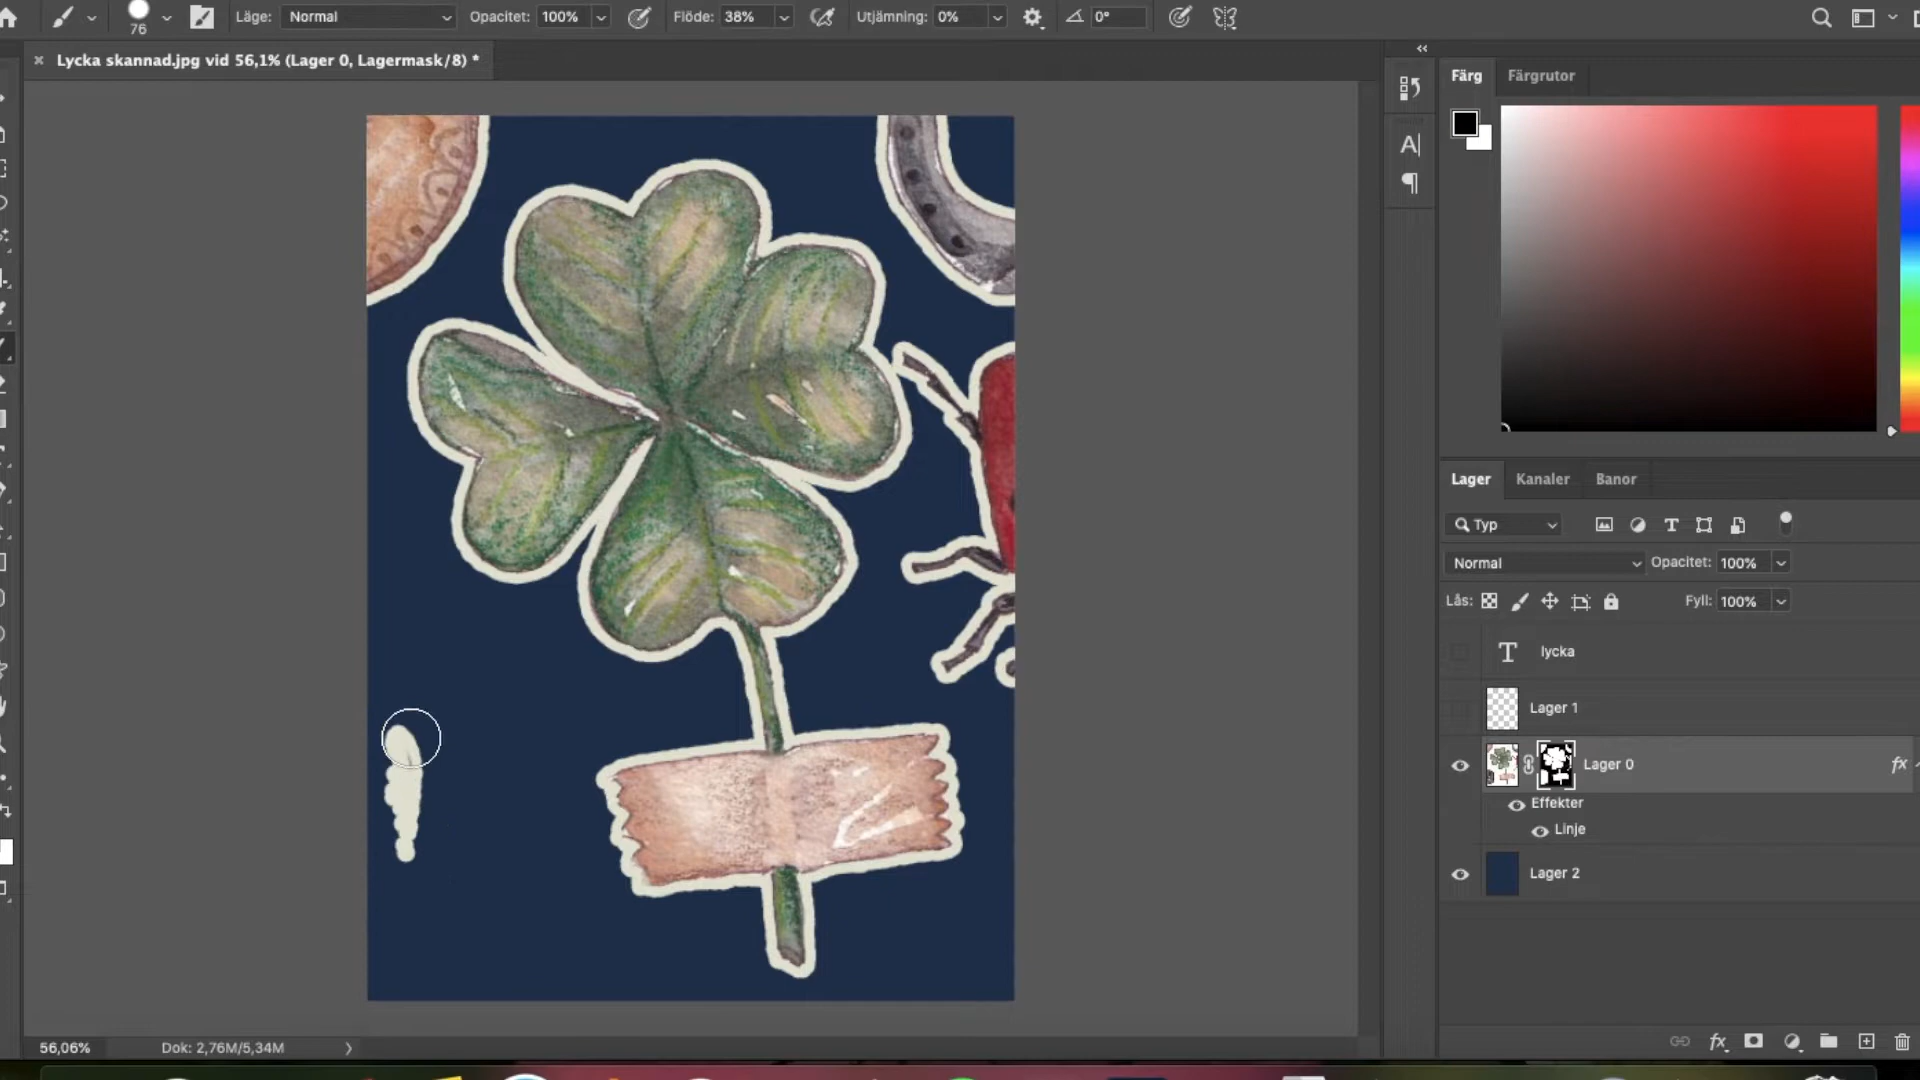 Läge: Normal Opacitet: 100% Flöde: 38% Utjämning: 0% 0°
76
× Lycka skannad.jpg vid 56,1% (Lager 0, Lagermask/8) *
Färg Färgrutor
Lager Kanaler Banor
Typ
Normal Opacitet: 100%
Lås: Fyll: 100%
lycka
Lager 1
Lager 0 fx
Effekter
Linje
Lager 2
56,06% Dok: 2,76M/5,34M
fx